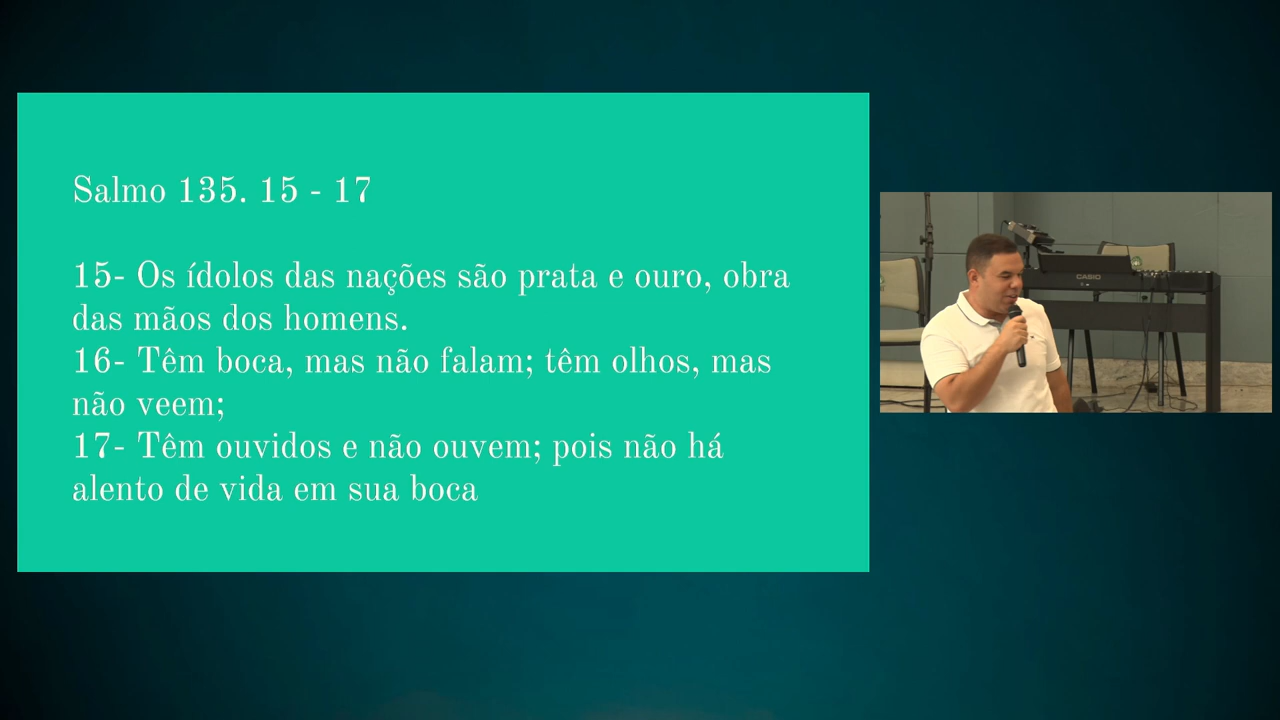 Salmo 135. 15 - 17
15- Os ídolos das nações são prata e ouro, obra
das mãos dos homens.
16- Têm boca, mas não falam; têm olhos, mas
não veem;
17- Têm ouvidos e não ouvem; pois não há
alento de vida em sua boca
CASIO